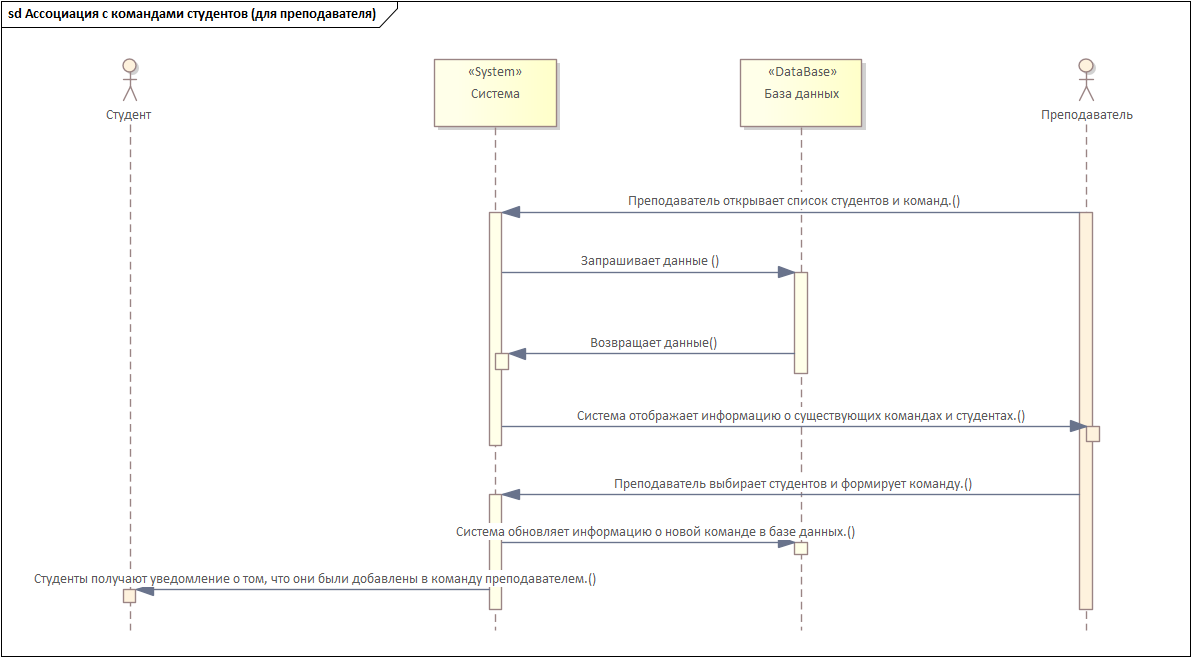 sd Ассоциация с командами студентов (для преподавателя)
Студент
«System»
Система
«DataBase»
База данных
Преподаватель
Преподаватель открывает список студентов и команд.()
Запрашивает данные ()
Возвращает данные()
Система отображает информацию о существующих командах и студентах.()
Преподаватель выбирает студентов и формирует команду.()
Система обновляет информацию о новой команде в базе данных.()
Студенты получают уведомление о том, что они были добавлены в команду преподавателем.()